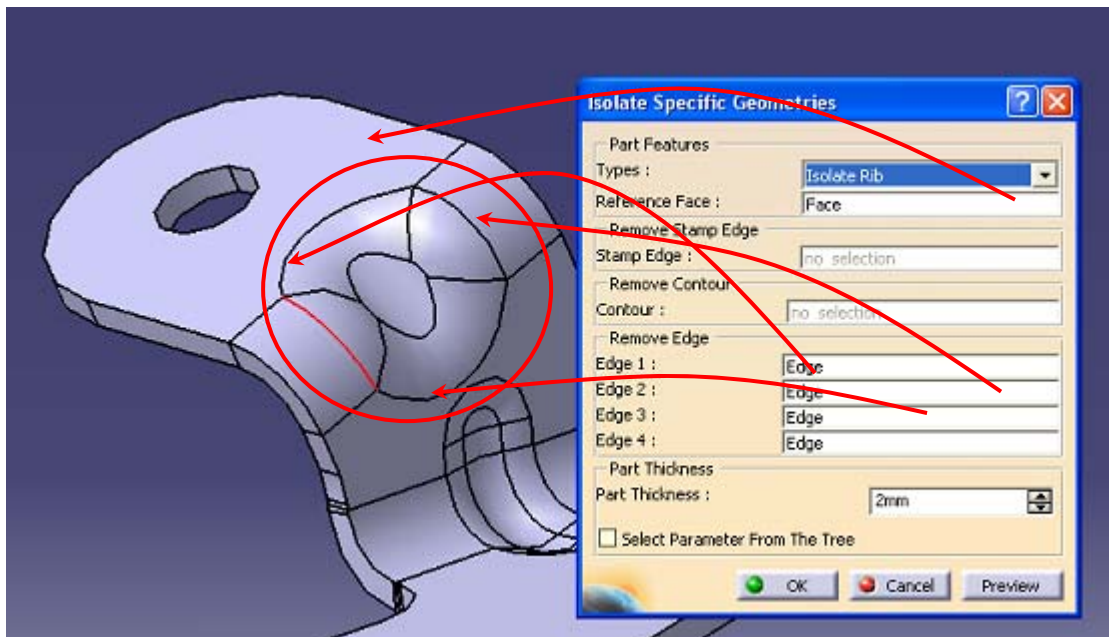 Isolate Specific Geometries
Part Features
Types : Isolate Rib
Reference Face : Face
Remove Stamp Edge
Stamp Edge : no selection
Remove Contour
Contour : no selection
Remove Edge
Edge 1 : Edge
Edge 2 : Edge
Edge 3 : Edge
Edge 4 : Edge
Part Thickness
Part Thickness : 2mm
Select Parameter From The Tree
OK Cancel Preview